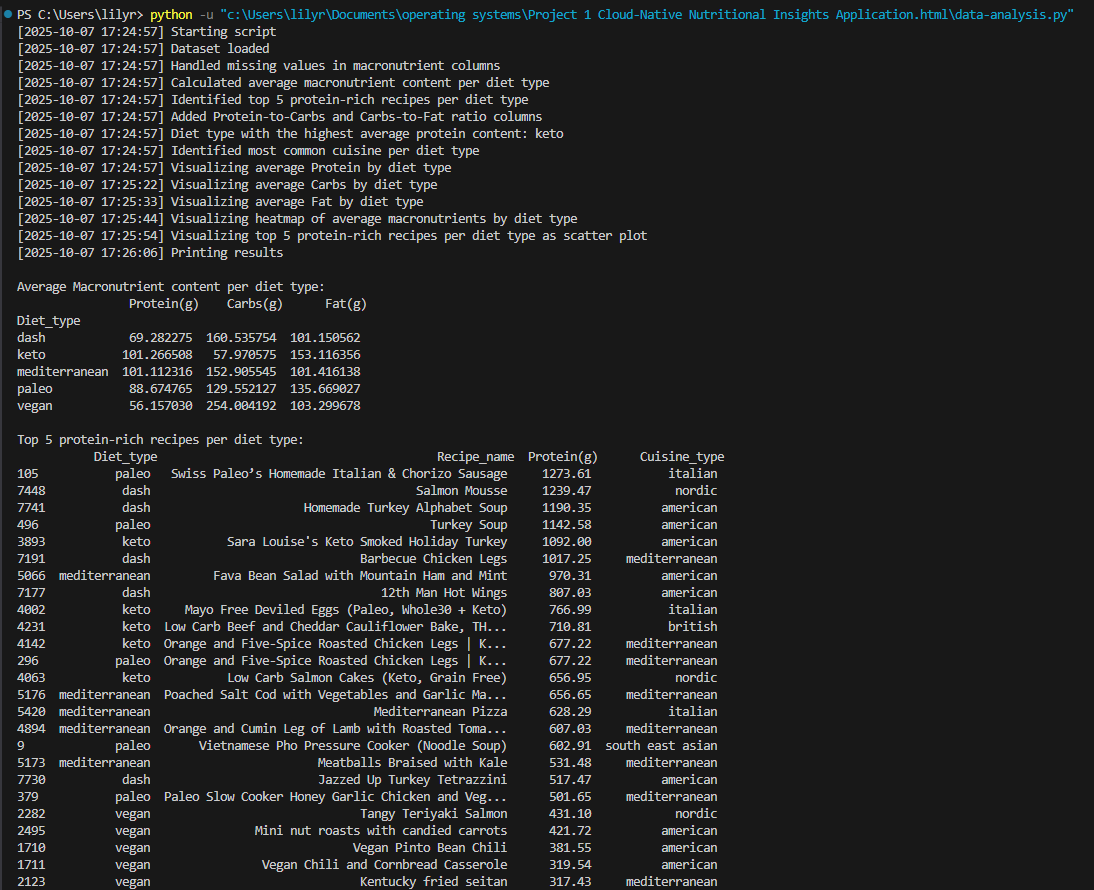 PS C:\Users\lilyr> python -u "c:\Users\lilyr\Documents\operating systems\Project 1 Cloud-Native Nutritional Insights Application.html\data-analysis.py"
[2025-10-07 17:24:57] Starting script
[2025-10-07 17:24:57] Dataset loaded
[2025-10-07 17:24:57] Handled missing values in macronutrient columns
[2025-10-07 17:24:57] Calculated average macronutrient content per diet type
[2025-10-07 17:24:57] Identified top 5 protein-rich recipes per diet type
[2025-10-07 17:24:57] Added Protein-to-Carbs and Carbs-to-Fat ratio columns
[2025-10-07 17:24:57] Diet type with the highest average protein content: keto
[2025-10-07 17:24:57] Identified most common cuisine per diet type
[2025-10-07 17:24:57] Visualizing average Protein by diet type
[2025-10-07 17:25:22] Visualizing average Carbs by diet type
[2025-10-07 17:25:33] Visualizing average Fat by diet type
[2025-10-07 17:25:44] Visualizing heatmap of average macronutrients by diet type
[2025-10-07 17:25:54] Visualizing top 5 protein-rich recipes per diet type as scatter plot
[2025-10-07 17:26:06] Printing results
Average Macronutrient content per diet type:
Protein(g) Carbs(g) Fat(g)
Diet_type
dash 69.282275 160.535754 101.150562
keto 101.266508 57.970575 153.116356
mediterranean 101.112316 152.905545 101.416138
paleo 88.674765 129.552127 135.669027
vegan 56.157030 254.004192 103.299678
Top 5 protein-rich recipes per diet type:
Diet_type Recipe_name Protein(g) Cuisine_type
105 paleo Swiss Paleo’s Homemade Italian & Chorizo Sausage 1273.61 italian
7448 dash Salmon Mousse 1239.47 nordic
7741 dash Homemade Turkey Alphabet Soup 1190.35 american
496 paleo Turkey Soup 1142.58 american
3893 keto Sara Louise's Keto Smoked Holiday Turkey 1092.00 american
7191 dash Barbecue Chicken Legs 1017.25 mediterranean
5066 mediterranean Fava Bean Salad with Mountain Ham and Mint 970.31 american
7177 dash 12th Man Hot Wings 807.03 american
4002 keto Mayo Free Deviled Eggs (Paleo, Whole30 + Keto) 766.99 italian
4231 keto Low Carb Beef and Cheddar Cauliflower Bake, TH... 710.81 british
4142 keto Orange and Five-Spice Roasted Chicken Legs | K... 677.22 mediterranean
296 paleo Orange and Five-Spice Roasted Chicken Legs | K... 677.22 mediterranean
4063 keto Low Carb Salmon Cakes (Keto, Grain Free) 656.95 nordic
5176 mediterranean Poached Salt Cod with Vegetables and Garlic Ma... 656.65 mediterranean
5420 mediterranean Mediterranean Pizza 628.29 italian
4894 mediterranean Orange and Cumin Leg of Lamb with Roasted Toma... 607.03 mediterranean
9 paleo Vietnamese Pho Pressure Cooker (Noodle Soup) 602.91 south east asian
5173 mediterranean Meatballs Braised with Kale 531.48 mediterranean
7730 dash Jazzed Up Turkey Tetrazzini 517.47 american
379 paleo Paleo Slow Cooker Honey Garlic Chicken and Veg... 501.65 mediterranean
2282 vegan Tangy Teriyaki Salmon 431.10 nordic
2495 vegan Mini nut roasts with candied carrots 421.72 american
1710 vegan Vegan Pinto Bean Chili 381.55 american
1711 vegan Vegan Chili and Cornbread Casserole 319.54 american
2123 vegan Kentucky fried seitan 317.43 mediterranean